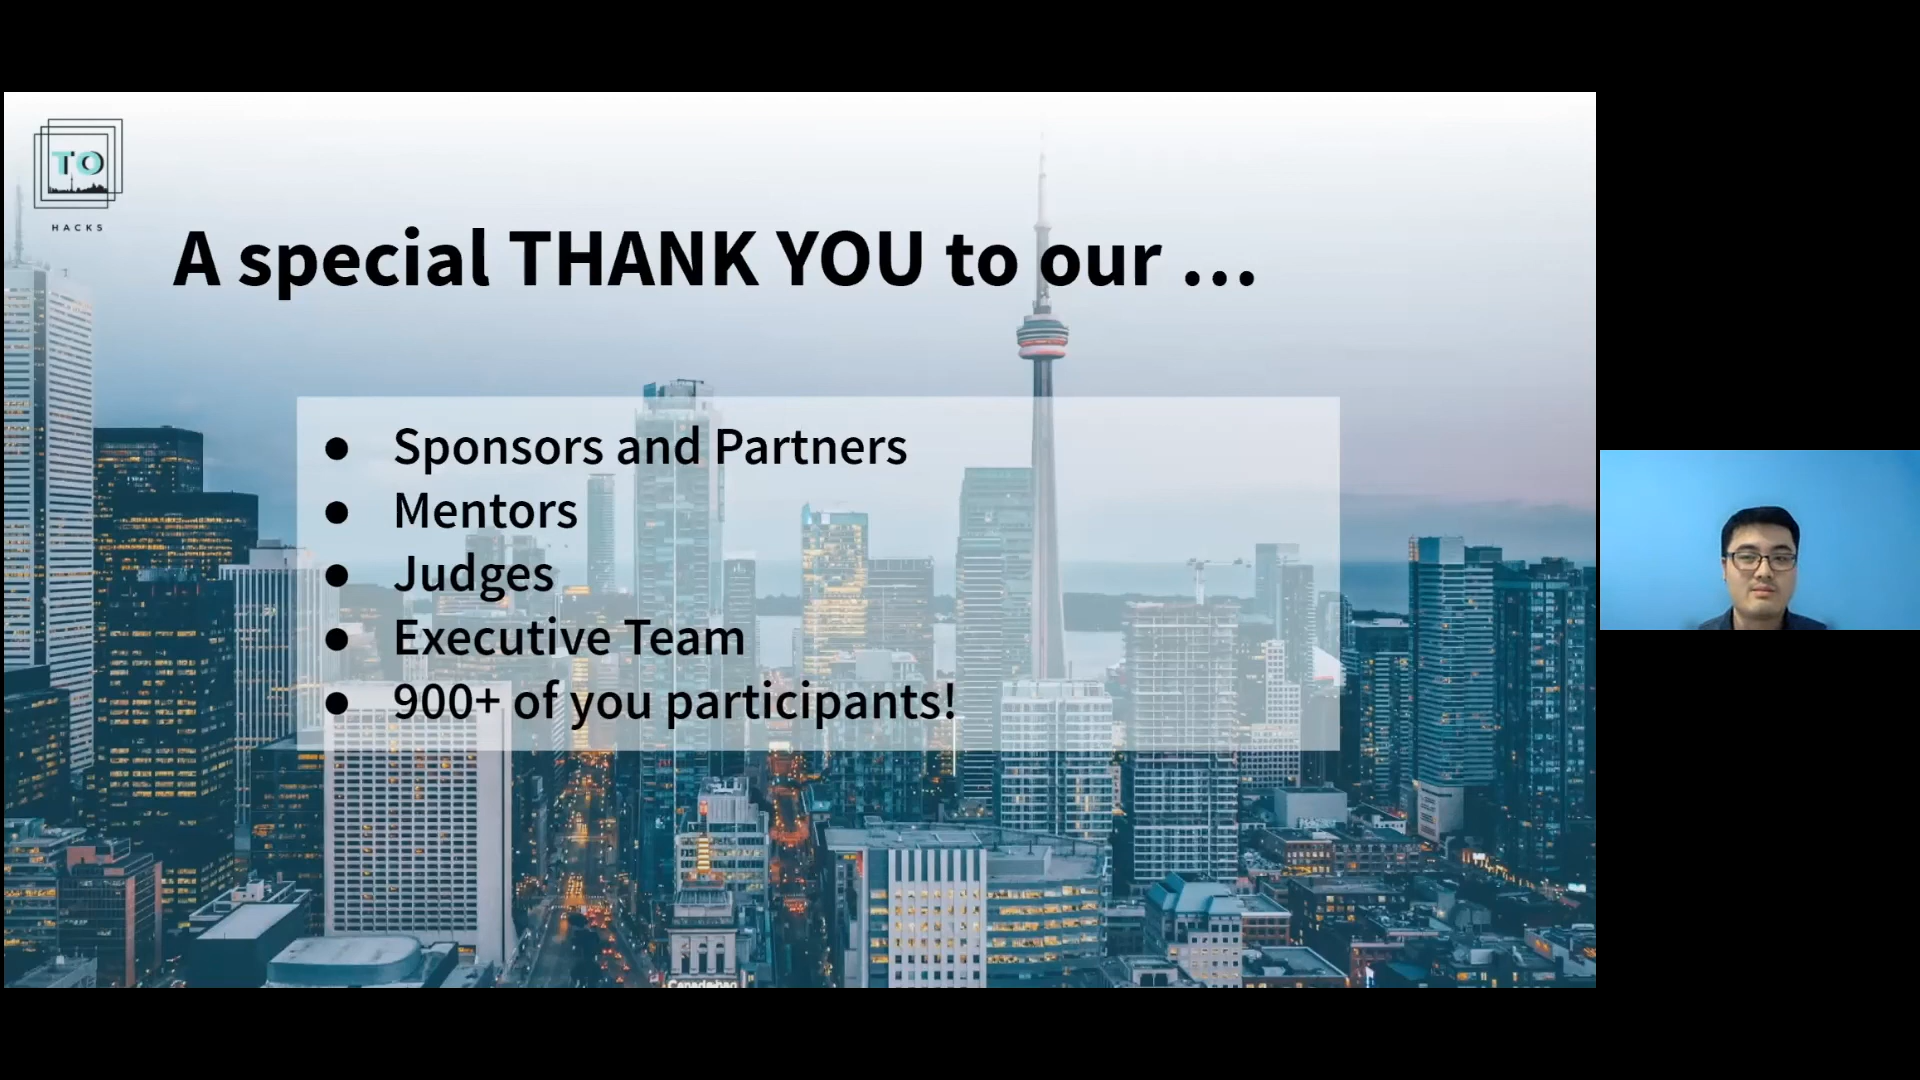 TO
HACKS
A special THANK YOU to our ...
● Sponsors and Partners
● Mentors
● Judges
● Executive Team
● 900+ of you participants!